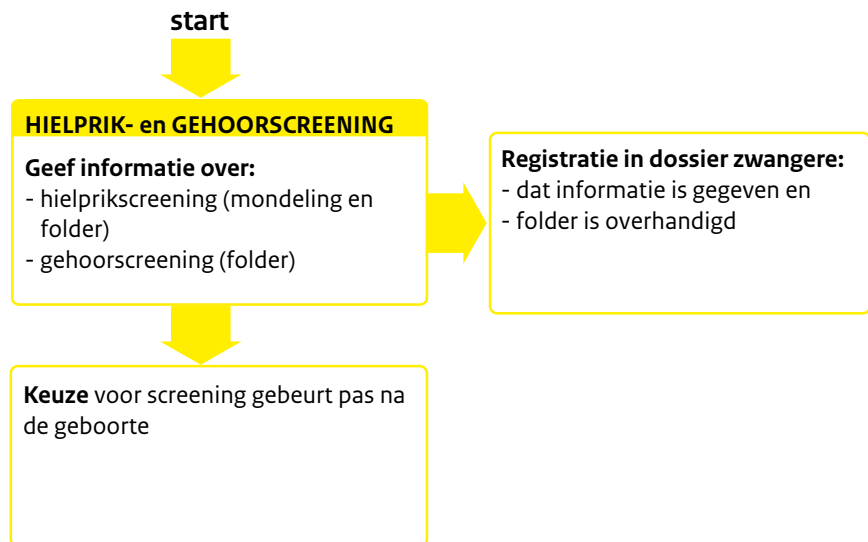 start
HIELPRIK- en GEHOORSCREENING
Geef informatie over:
- hielprikscreening (mondeling en
folder)
- gehoorscreening (folder)
Registratie in dossier zwangere:
- dat informatie is gegeven en
- folder is overhandigd
Keuze voor screening gebeurt pas na
de geboorte